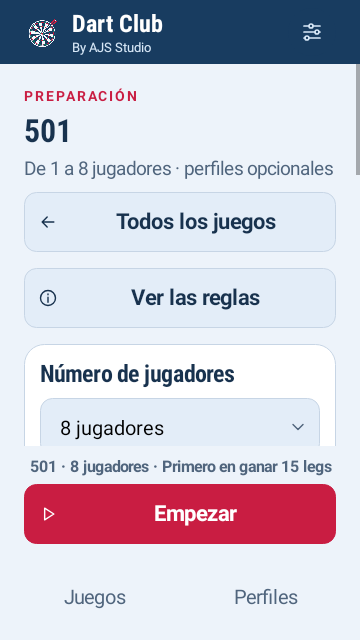 Dart Club
By AJS Studio
PREPARACIÓN
501
De 1 a 8 jugadores · perfiles opcionales
Todos los juegos
Ver las reglas
Número de jugadores
8 jugadores
501 · 8 jugadores · Primero en ganar 15 legs
Empezar
Juegos
Perfiles